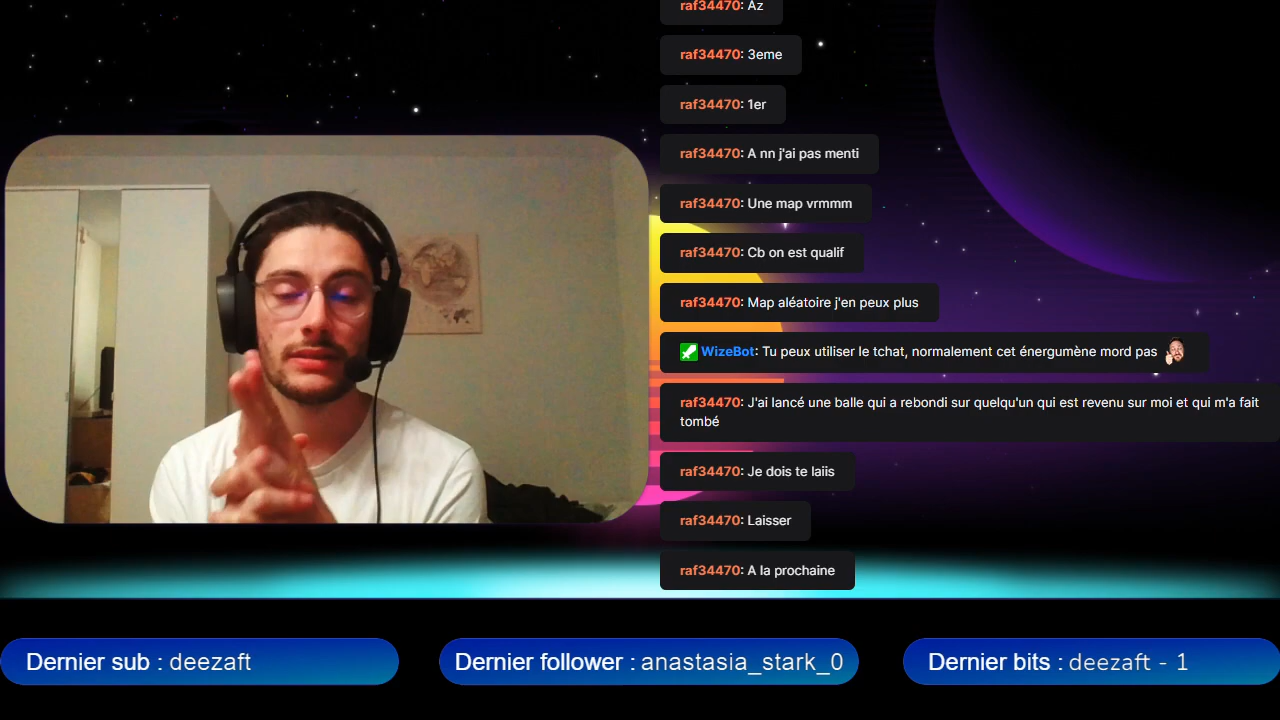 raf34470: Az
raf34470: 3eme
raf34470: 1er
raf34470: A nn j'ai pas menti
raf34470: Une map vrmmm
raf34470: Cb on est qualif
raf34470: Map aléatoire j'en peux plus
WizeBot: Tu peux utiliser le tchat, normalement cet énergumène mord pas
raf34470: J'ai lancé une balle qui a rebondi sur quelqu'un qui est revenu sur moi et qui m'a fait
tombé
raf34470: Je dois te laiis
raf34470: Laisser
raf34470: A la prochaine
Dernier sub : deezaft
Dernier follower : anastasia_stark_0
Dernier bits : deezaft - 1